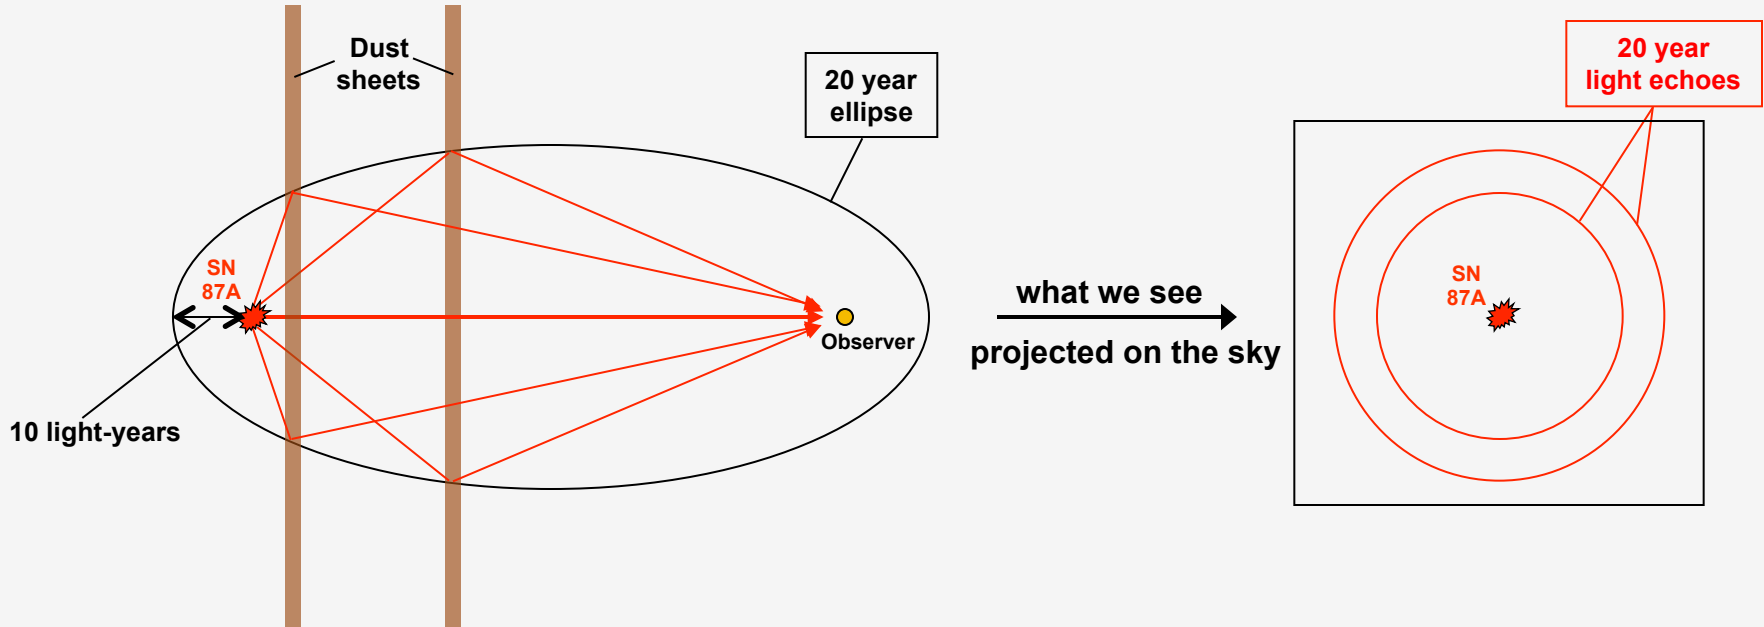 Dust
sheets
20 year
ellipse
SN
87A
Observer
10 light-years
what we see
projected on the sky
20 year
light echoes
SN
87A